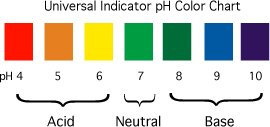 Universal Indicator pH Color Chart
pH 4 5 6 7 8 9 10
Acid Neutral Base